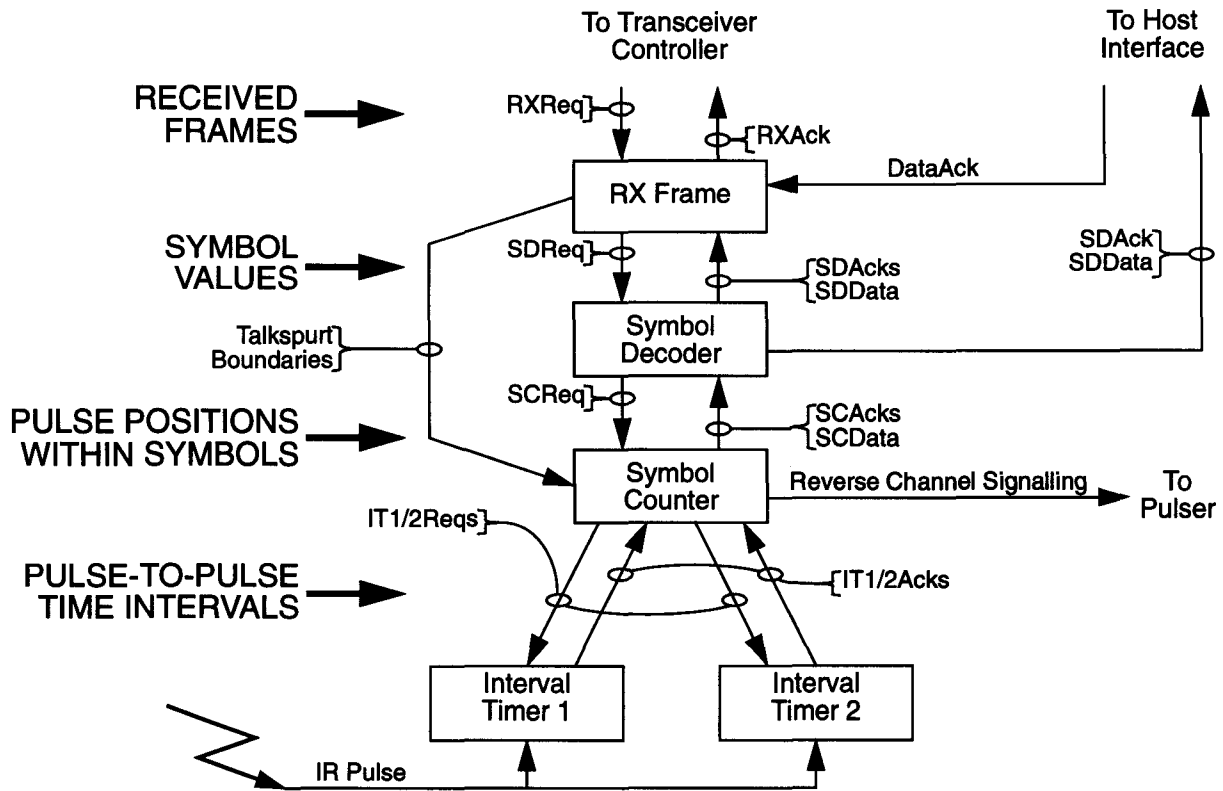 To Transceiver
Controller
To Host
Interface
RECEIVED
FRAMES
RXReq
RXAck
DataAck
RX Frame
SYMBOL
VALUES
SDReq
SDAcks
SDData
SDAck
SDData
Talkspurt
Boundaries
Symbol
Decoder
SCReq
SCAcks
SCData
PULSE POSITIONS
WITHIN SYMBOLS
Symbol
Counter
Reverse Channel Signalling
To
Pulser
IT1/2Reqs
IT1/2Acks
PULSE-TO-PULSE
TIME INTERVALS
Interval
Timer 1
Interval
Timer 2
IR Pulse